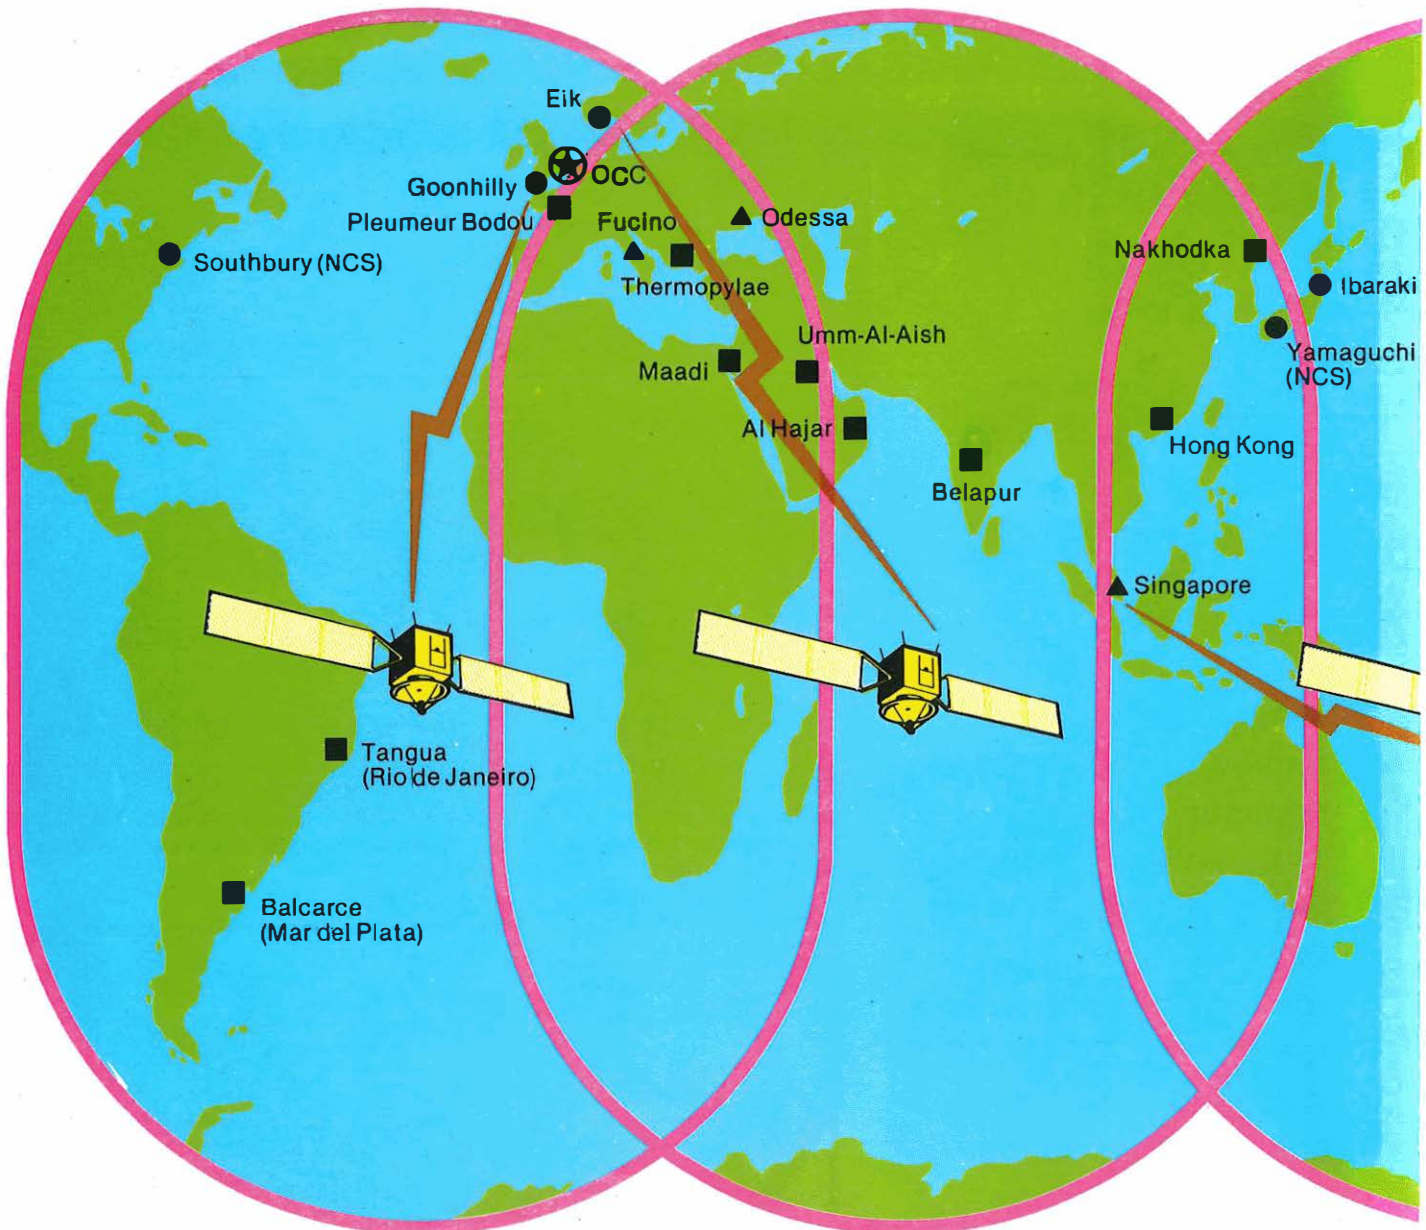 Eik
OCC
Goonhilly
Pleumeur Bodou
Fucino
Odessa
Southbury (NCS)
Thermopylae
Nakhodka
Ibaraki
Umm-Al-Aish
Maadi
Yamaguchi
(NCS)
Al Hajar
Hong Kong
Belapur
Singapore
Tangua
(Rio de Janeiro)
Balcarce
(Mar del Plata)